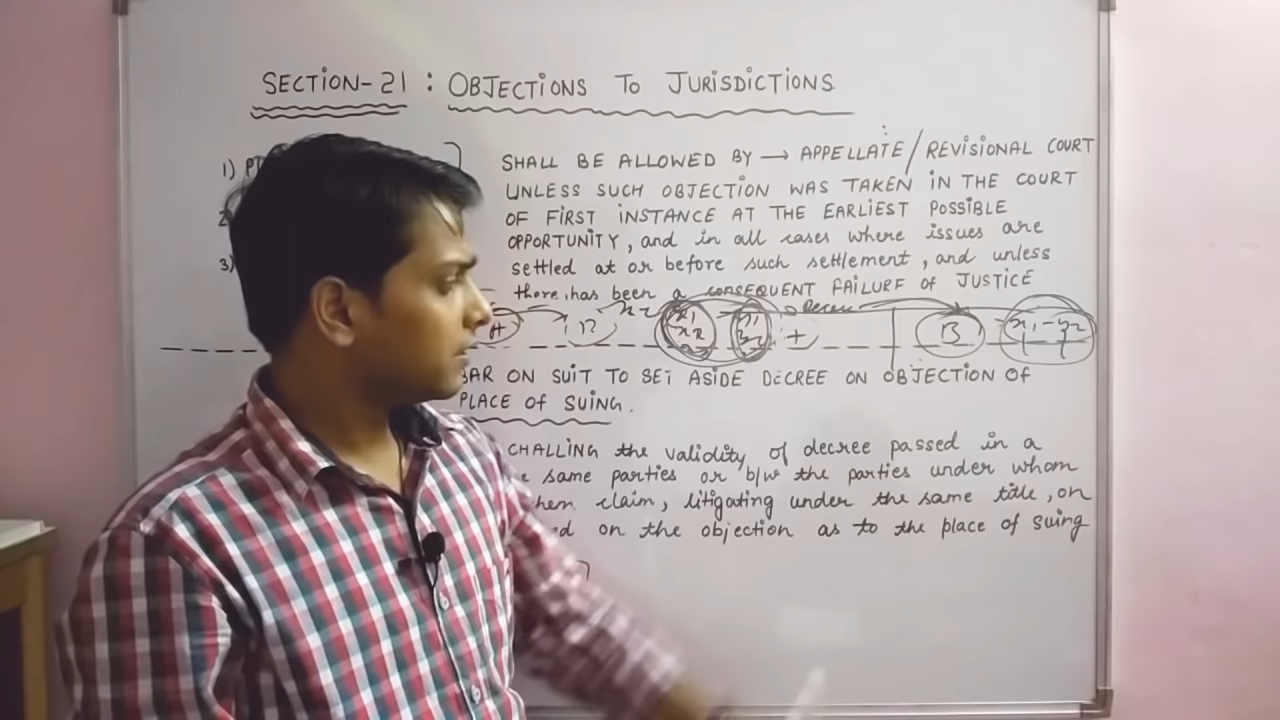 SECTION-21 : OBJECTIONS TO JURISDICTIONS
1)
SHALL BE ALLOWED BY → APPELLATE / REVISIONAL COURT
UNLESS SUCH OBJECTION WAS TAKEN IN THE COURT
2
OF FIRST INSTANCE AT THE EARLIEST POSSIBLE
OPPORTUNITY, and in all cases where issues are
3)
settled at or before such settlement, and unless
there has been a CONSEQUENT FAILURE OF JUSTICE
A
B
BAR ON SUIT TO SET ASIDE DECREE ON OBJECTION OF
PLACE OF SUING.
CHALLING the validity of decree passed in a
same parties or b/w the parties under whom
claim, litigating under the same title, on
on the objection as to the place of suing